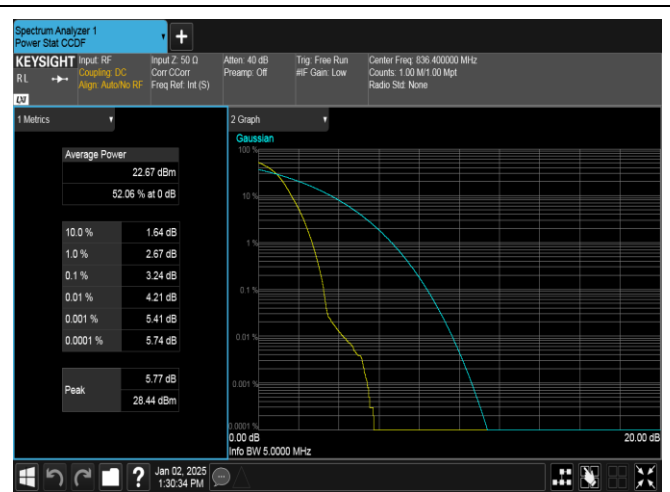 Spectrum Analyzer 1
Power Stat CCDF
+
KEYSIGHT
RL
LXI
Input: RF
Coupling: DC
Align: Auto/No RF
Input Z: 50 Ω
Corr CCorr
Freq Ref: Int (S)
Atten: 40 dB
Preamp: Off
Trig: Free Run
#IF Gain: Low
Center Freq: 836.400000 MHz
Counts: 1.00 M/1.00 Mpt
Radio Std: None
1 Metrics
Average Power
22.67 dBm
52.06 % at 0 dB
10.0 % 1.64 dB
1.0 % 2.67 dB
0.1 % 3.24 dB
0.01 % 4.21 dB
0.001 % 5.41 dB
0.0001 % 5.74 dB
Peak 5.77 dB
28.44 dBm
2 Graph
Gaussian
100 %
10 %
1 %
0.1 %
0.01 %
0.001 %
0.0001 %
0.00 dB 20.00 dB
Info BW 5.0000 MHz
?
Jan 02, 2025
1:30:34 PM